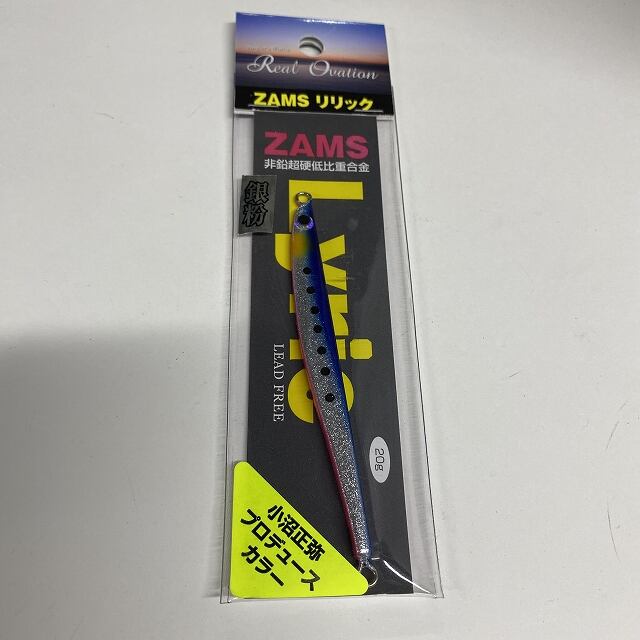 Real Ovation
ZAMS リリック
ZAMS
非鉛超硬低比重合金
銀粉
Lyric
LEAD FREE
20g
小沼正弥
プロデュース
カラー